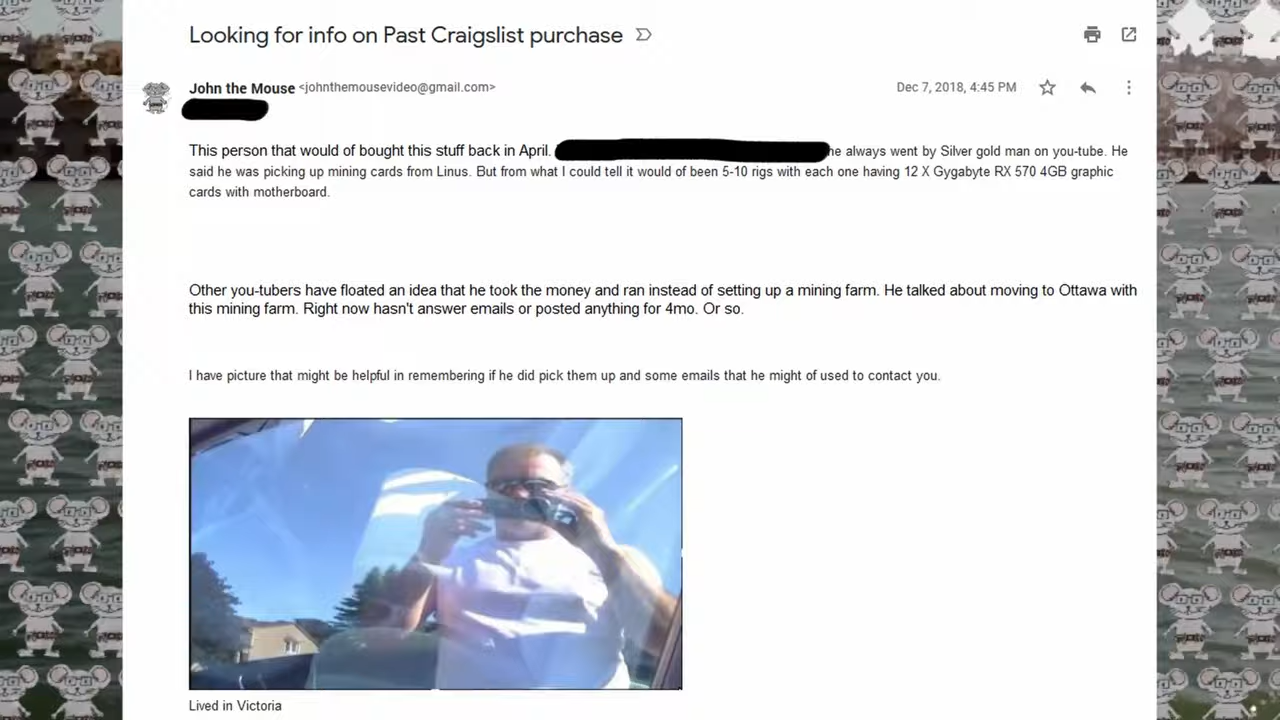 Looking for info on Past Craigslist purchase
John the Mouse <johnthemousevideo@gmail.com>
Dec 7, 2018, 4:45 PM
This person that would of bought this stuff back in April. he always went by Silver gold man on you-tube. He
said he was picking up mining cards from Linus. But from what I could tell it would of been 5-10 rigs with each one having 12 X Gygabyte RX 570 4GB graphic
cards with motherboard.
Other you-tubers have floated an idea that he took the money and ran instead of setting up a mining farm. He talked about moving to Ottawa with
this mining farm. Right now hasn't answer emails or posted anything for 4mo. Or so.
I have picture that might be helpful in remembering if he did pick them up and some emails that he might of used to contact you.
Lived in Victoria